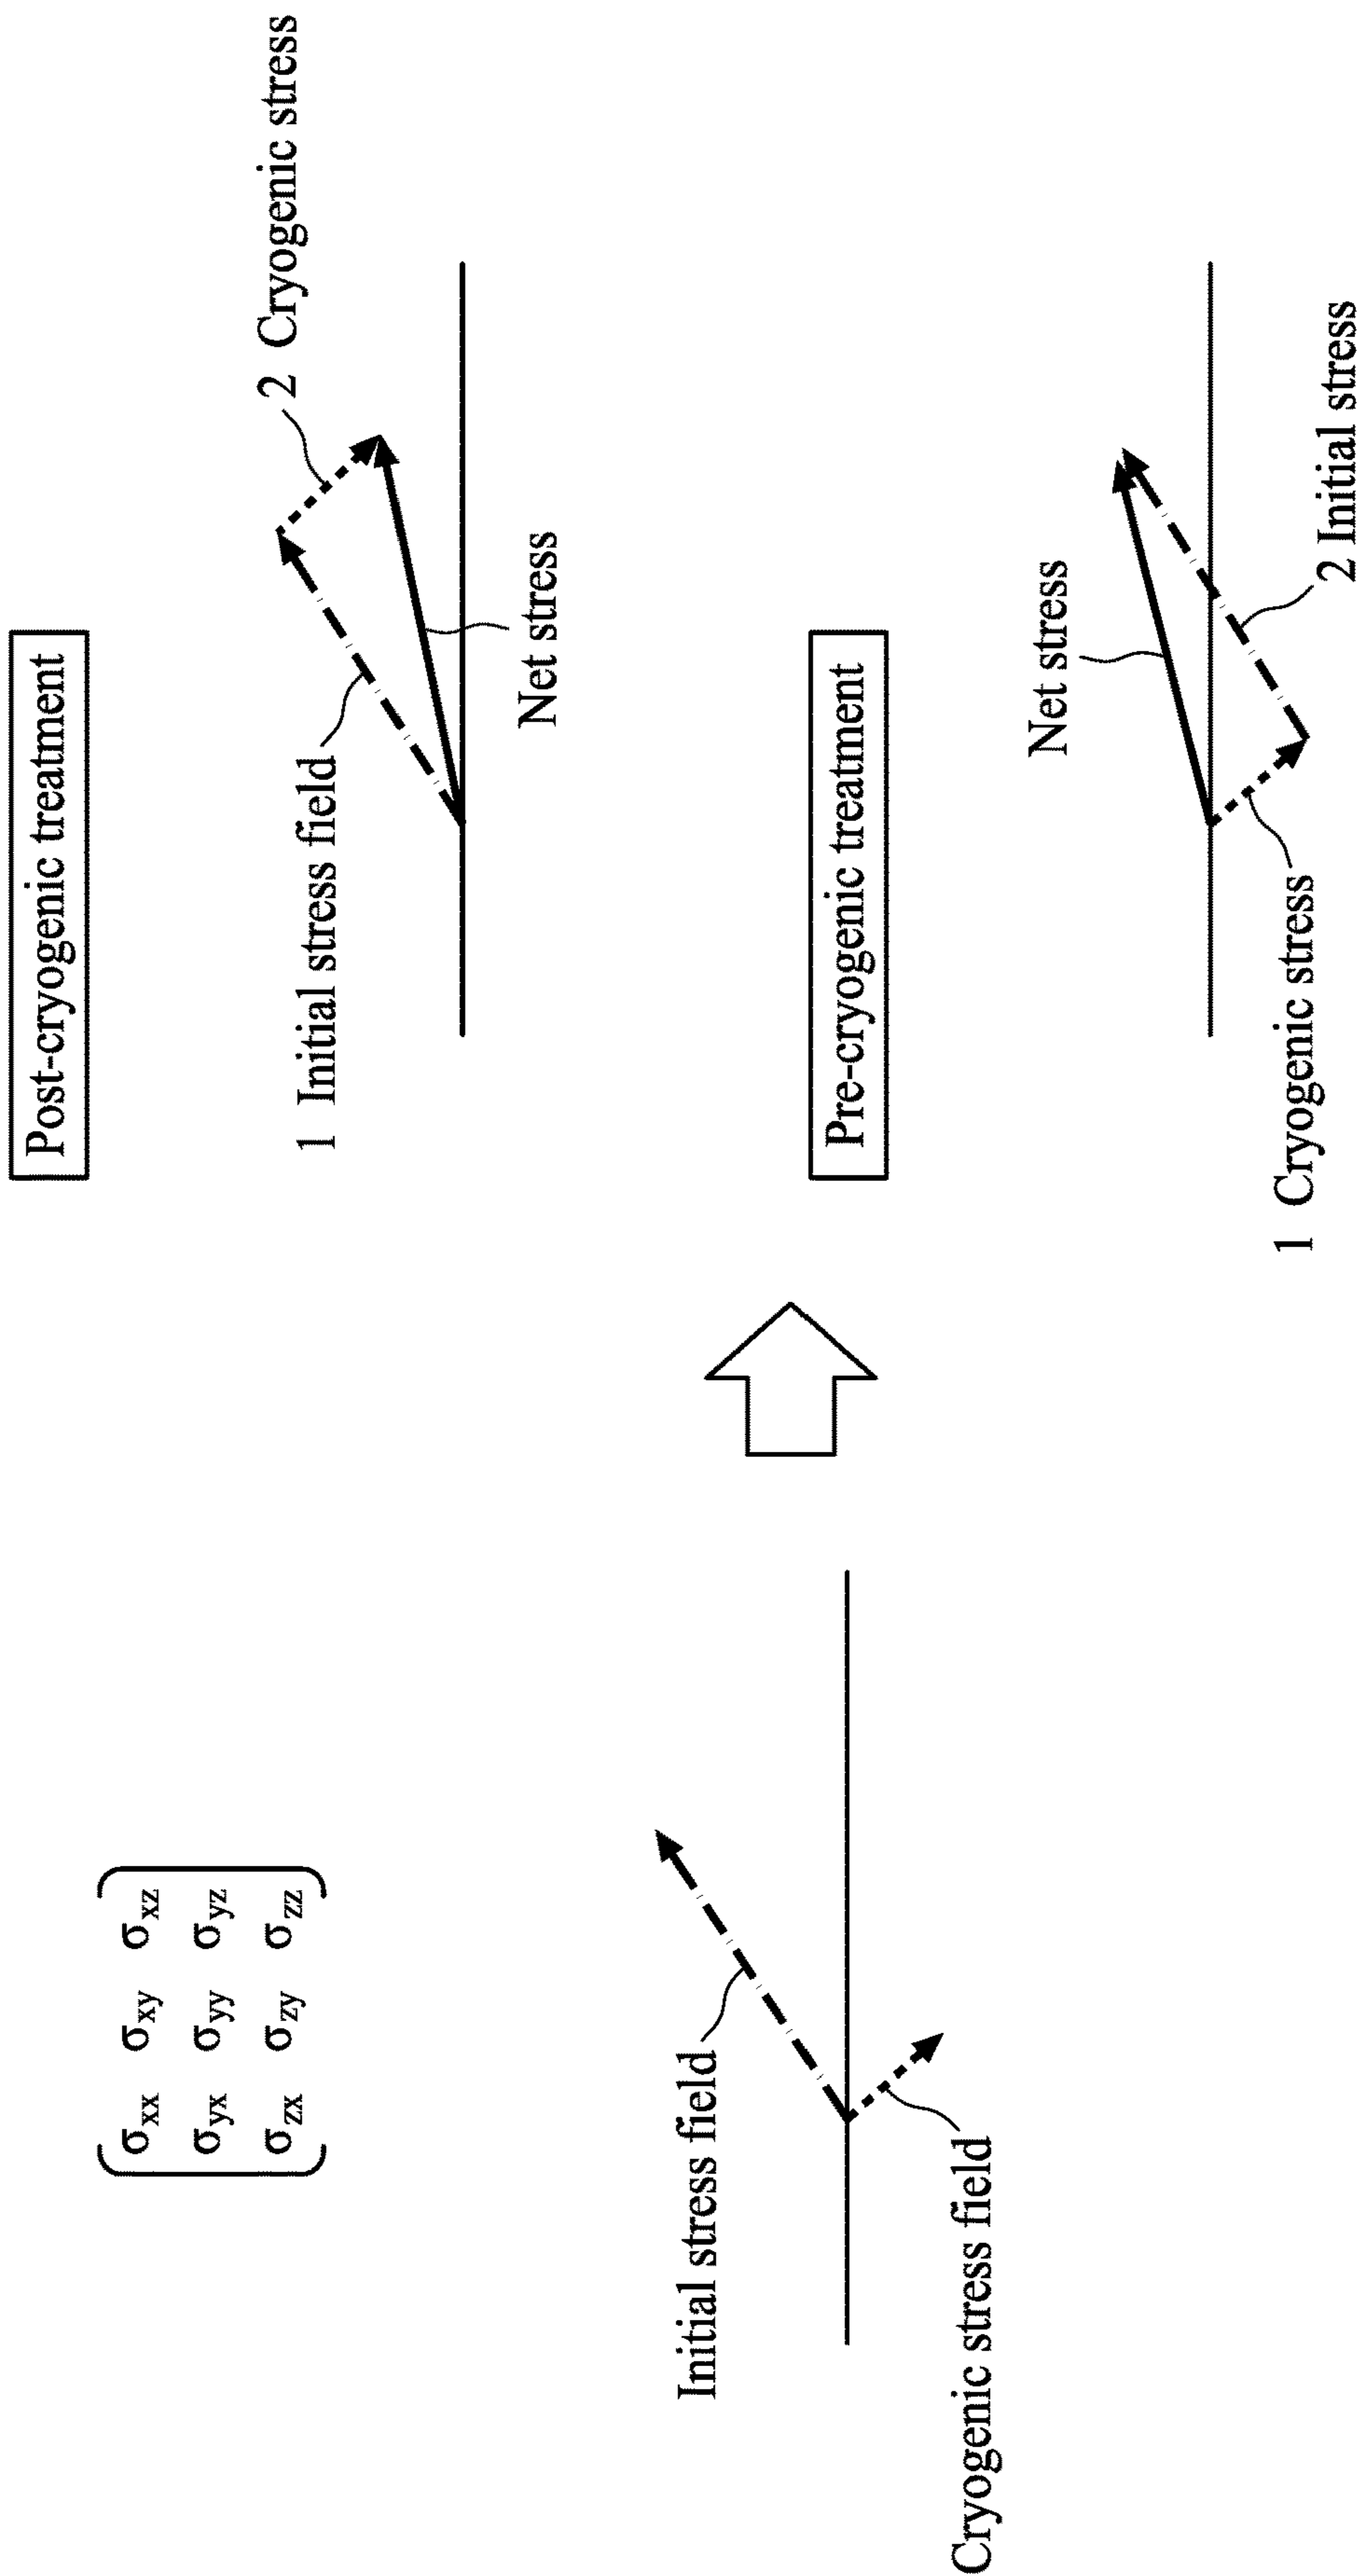 σxx σxy σxz
σyx σyy σyz
σzx σzy σzz
Initial stress field
Cryogenic stress field
Post-cryogenic treatment
1 Initial stress field
2 Cryogenic stress
Net stress
Pre-cryogenic treatment
Net stress
1 Cryogenic stress
2 Initial stress